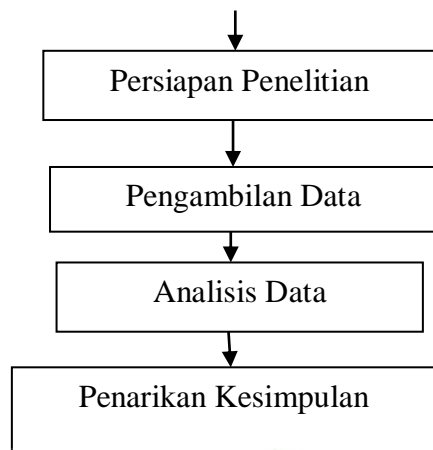 Persiapan Penelitian
Pengambilan Data
Analisis Data
Penarikan Kesimpulan